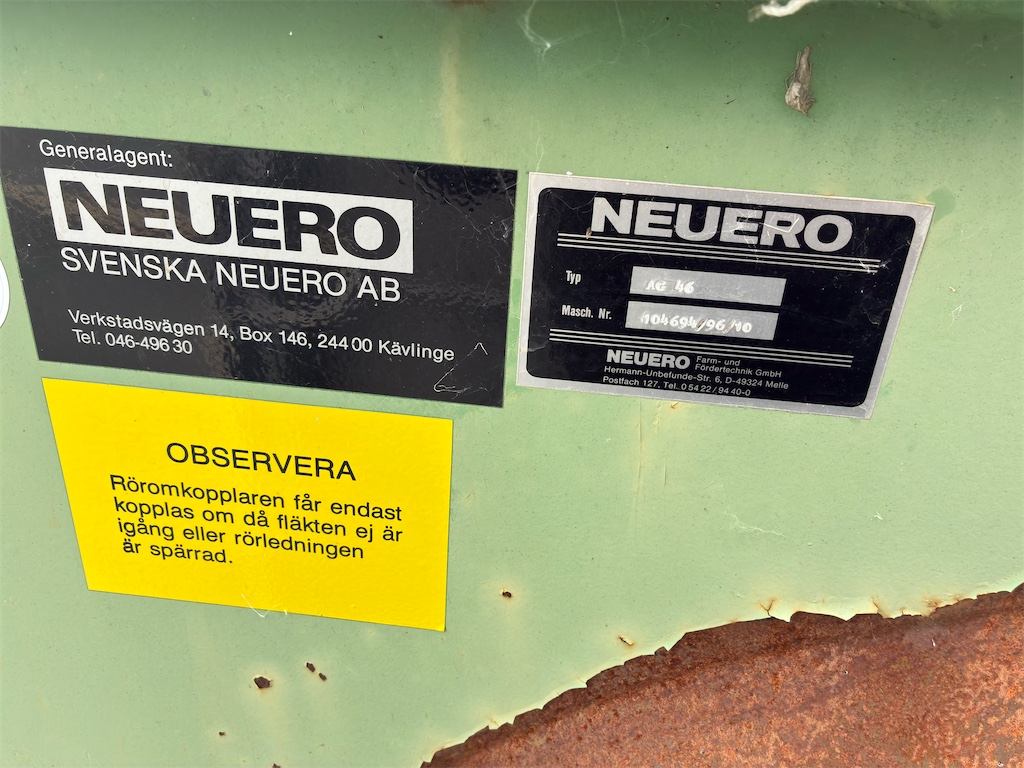 Generalagent:
NEUERO
SVENSKA NEUERO AB
Verkstadsvägen 14, Box 146, 244 00 Kävlinge
Tel. 046-496 30
NEUERO
Typ AG 46
Masch. Nr. 104694/96/10
NEUERO Farm- und
Fördertechnik GmbH
Hermann-Unbefunde-Str. 6, D-49324 Melle
Postfach 127, Tel. 0 54 22/94 40-0
OBSERVERA
Röromkopplaren får endast
kopplas om då fläkten ej är
igång eller rörledningen
är spärrad.